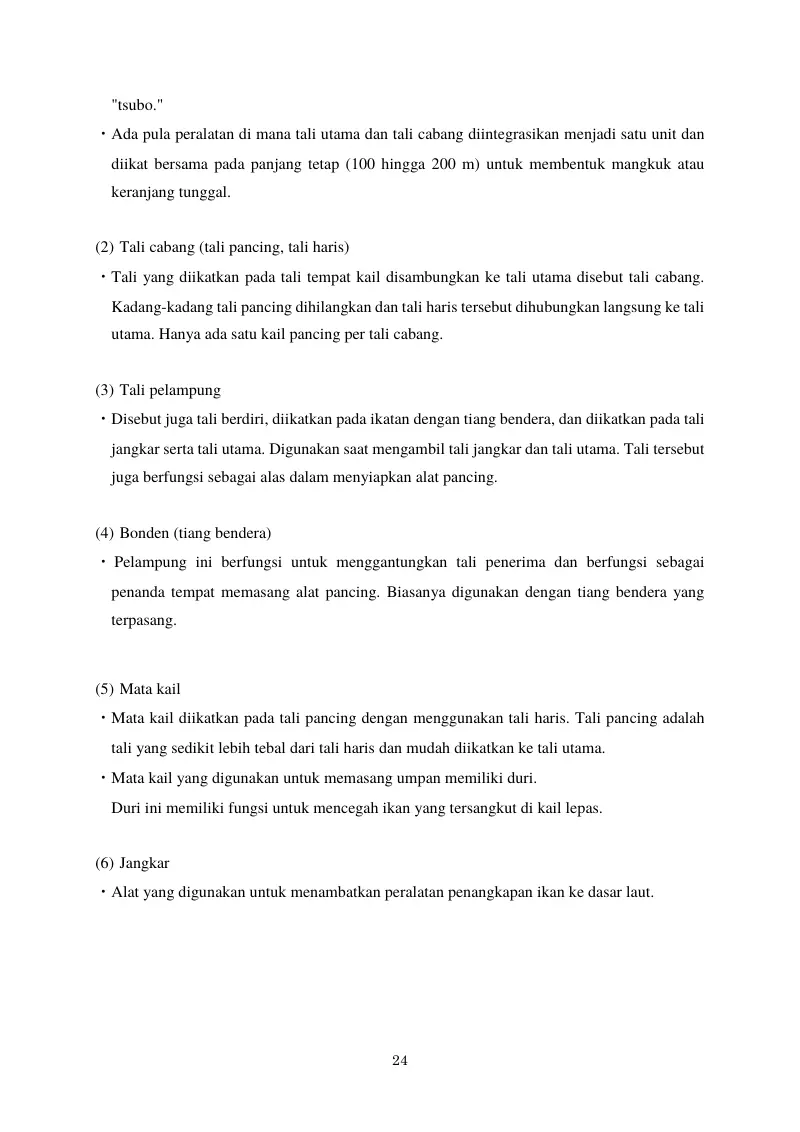 "tsubo."
・Ada pula peralatan di mana tali utama dan tali cabang diintegrasikan menjadi satu unit dan
diikat bersama pada panjang tetap (100 hingga 200 m) untuk membentuk mangkuk atau
keranjang tunggal.
(2) Tali cabang (tali pancing, tali haris)
・Tali yang diikatkan pada tali tempat kail disambungkan ke tali utama disebut tali cabang.
Kadang-kadang tali pancing dihilangkan dan tali haris tersebut dihubungkan langsung ke tali
utama. Hanya ada satu kail pancing per tali cabang.
(3) Tali pelampung
・Disebut juga tali berdiri, diikatkan pada ikatan dengan tiang bendera, dan diikatkan pada tali
jangkar serta tali utama. Digunakan saat mengambil tali jangkar dan tali utama. Tali tersebut
juga berfungsi sebagai alas dalam menyiapkan alat pancing.
(4) Bonden (tiang bendera)
・Pelampung ini berfungsi untuk menggantungkan tali penerima dan berfungsi sebagai
penanda tempat memasang alat pancing. Biasanya digunakan dengan tiang bendera yang
terpasang.
(5) Mata kail
・Mata kail diikatkan pada tali pancing dengan menggunakan tali haris. Tali pancing adalah
tali yang sedikit lebih tebal dari tali haris dan mudah diikatkan ke tali utama.
・Mata kail yang digunakan untuk memasang umpan memiliki duri.
Duri ini memiliki fungsi untuk mencegah ikan yang tersangkut di kail lepas.
(6) Jangkar
・Alat yang digunakan untuk menambatkan peralatan penangkapan ikan ke dasar laut.
24